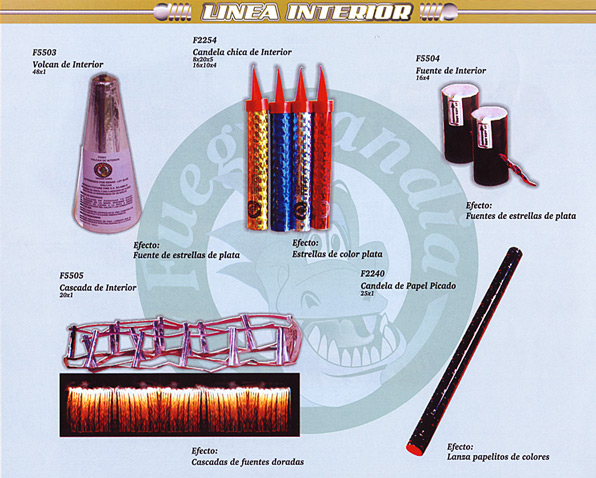 LINEA INTERIOR
F5503
Volcan de Interior
48x1
F2254
Candela chica de Interior
8x20x5
16x10x4
F5504
Fuente de Interior
16x4
Efecto:
Fuente de estrellas de plata
Efecto:
Estrellas de color plata
Efecto:
Fuentes de estrellas de plata
F5505
Cascada de Interior
20x1
F2240
Candela de Papel Picado
25x1
Efecto:
Cascadas de fuentes doradas
Efecto:
Lanza papelitos de colores
Fuegolandia